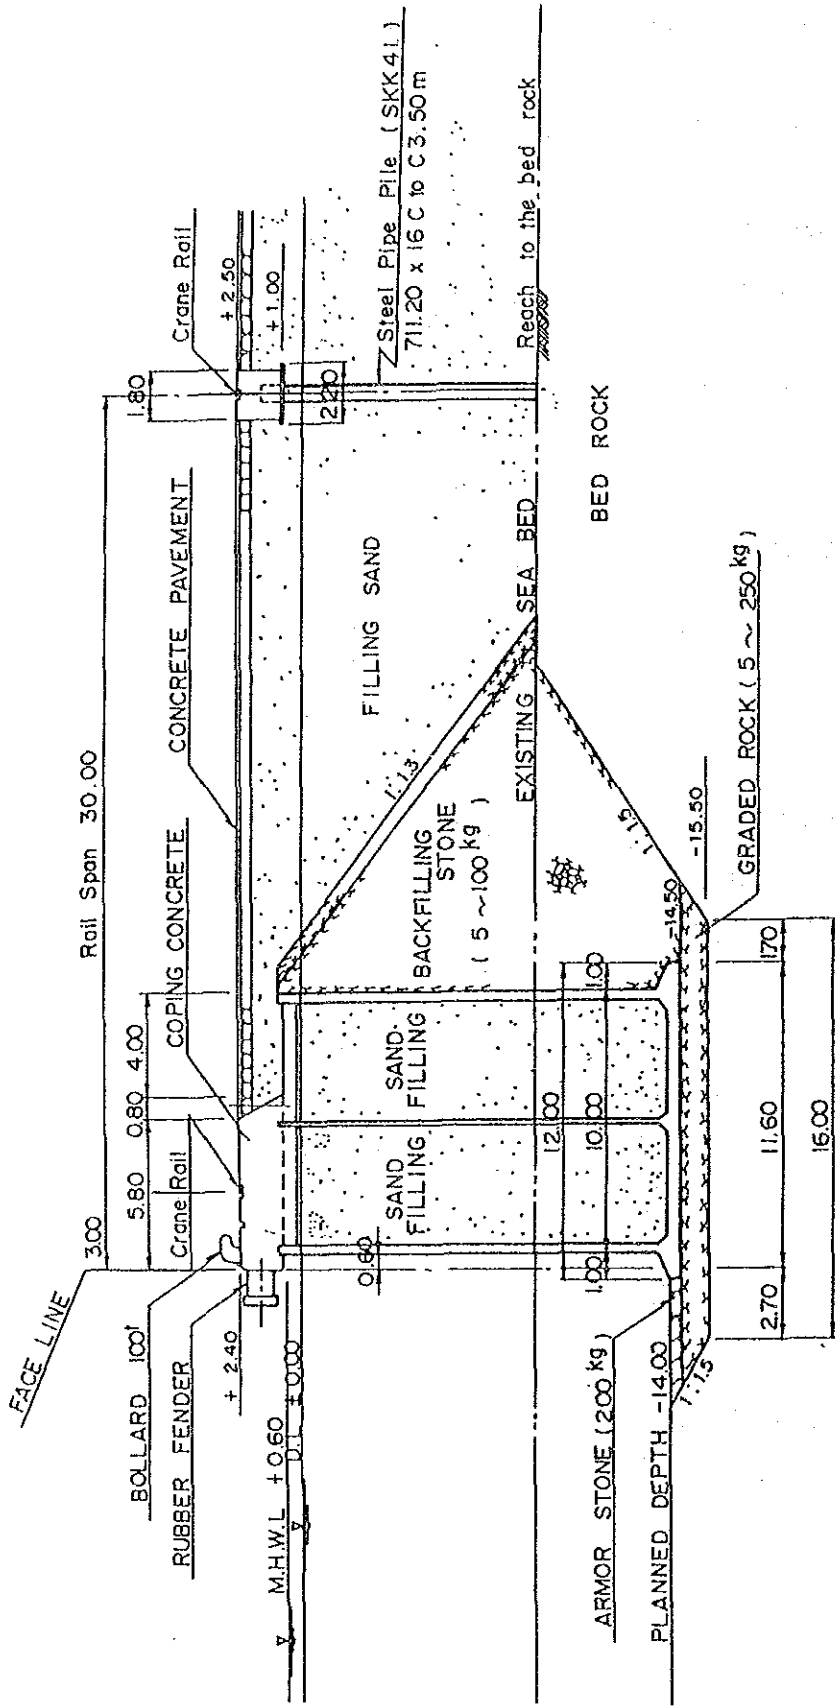 FACE LINE
BOLLARD 100t
RUBBER FENDER
+ 2.40
M.H.W.L +0.60
D.L ± 0.00
3.00
Rail Span 30.00
5.80
0.80
4.00
Crane Rail
COPING CONCRETE
CONCRETE PAVEMENT
1.80
Crane Rail
+ 2.50
+ 1.00
2.20
Steel Pipe Pile (SKK41)
711.20 x 16 C to C 3.50m
Reach to the bed rock
FILLING SAND
1:1.3
BACKFILLING
STONE
( 5 ~ 100kg )
SAND
FILLING
SAND
FILLING
0.60
EXISTING SEA BED
BED ROCK
12.00
1.00
10.00
1.00
1:1.5
-14.50
-15.50
GRADED ROCK ( 5 ~ 250kg )
ARMOR STONE (200kg)
PLANNED DEPTH -14.00
1:1.5
2.70
11.60
1.70
16.00